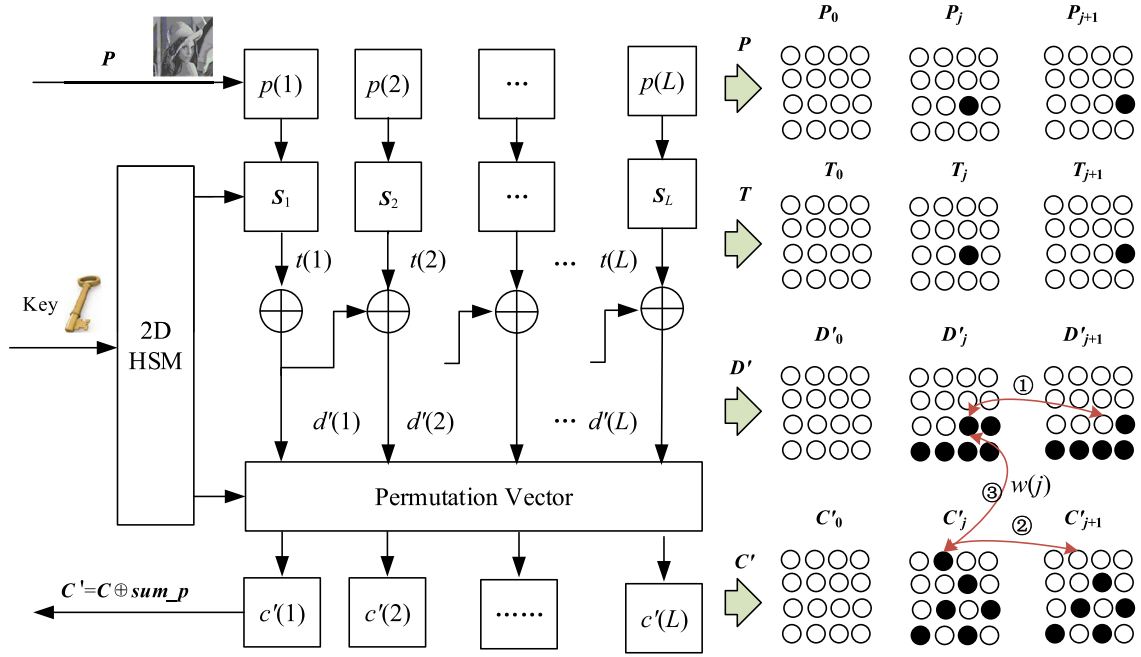 P p(1) p(2) ... p(L)
S1 S2 ... SL
t(1) t(2) ... t(L)
Key
2D
HSM
d′(1) d′(2) ... d′(L)
Permutation Vector
C'=C⊕sum_p
c′(1) c′(2) ...... c′(L)
P P0 Pj Pj+1
T T0 Tj Tj+1
D′ D′0 D′j D′j+1
①
③ w(j)
C′ C′0 C′j C′j+1
②